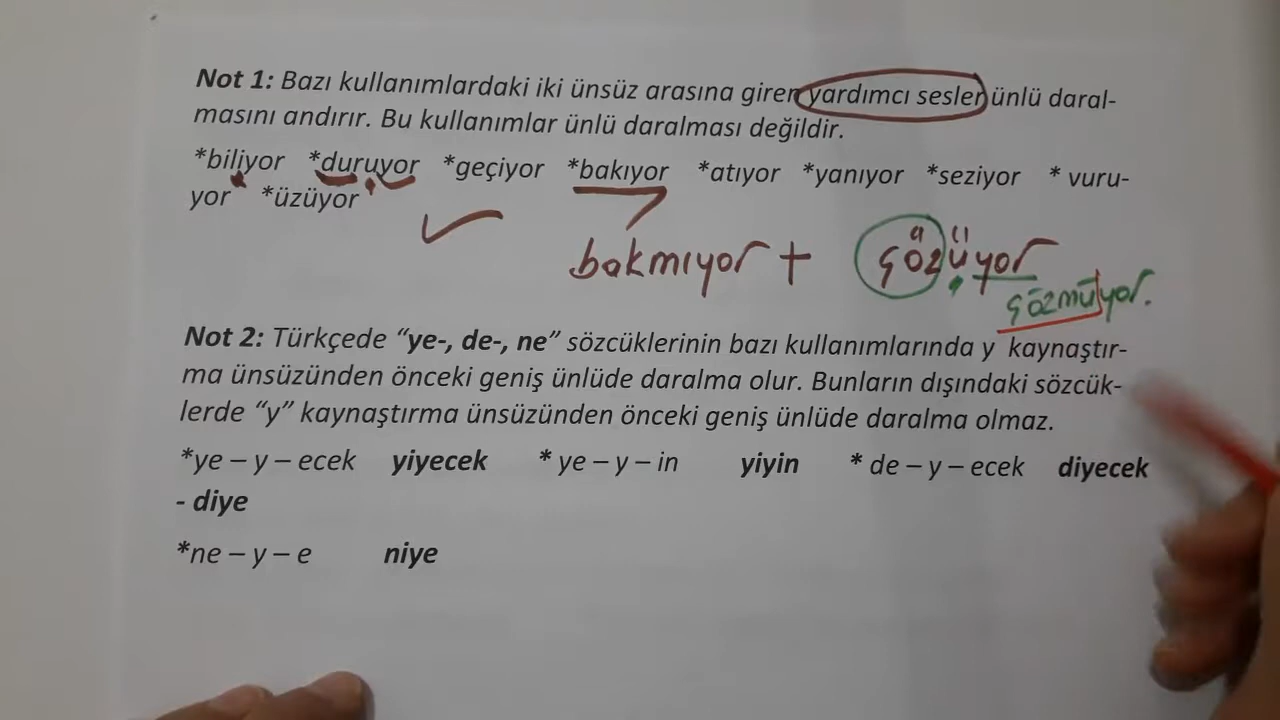 Not 1: Bazı kullanımlardaki iki ünsüz arasına giren yardımcı sesler ünlü daral-
masını andırır. Bu kullanımlar ünlü daralması değildir.
*biliyor *duruyor *geçiyor *bakıyor *atıyor *yanıyor *seziyor * vuru-
yor *üzüyor
bakmıyor + çözüyor
çözmüyor.
Not 2: Türkçede “ye-, de-, ne” sözcüklerinin bazı kullanımlarında y kaynaştır-
ma ünsüzünden önceki geniş ünlüde daralma olur. Bunların dışındaki sözcük-
lerde “y” kaynaştırma ünsüzünden önceki geniş ünlüde daralma olmaz.
*ye – y – ecek yiyecek * ye – y – in yiyin * de – y – ecek diyecek
- diye
*ne – y – e niye